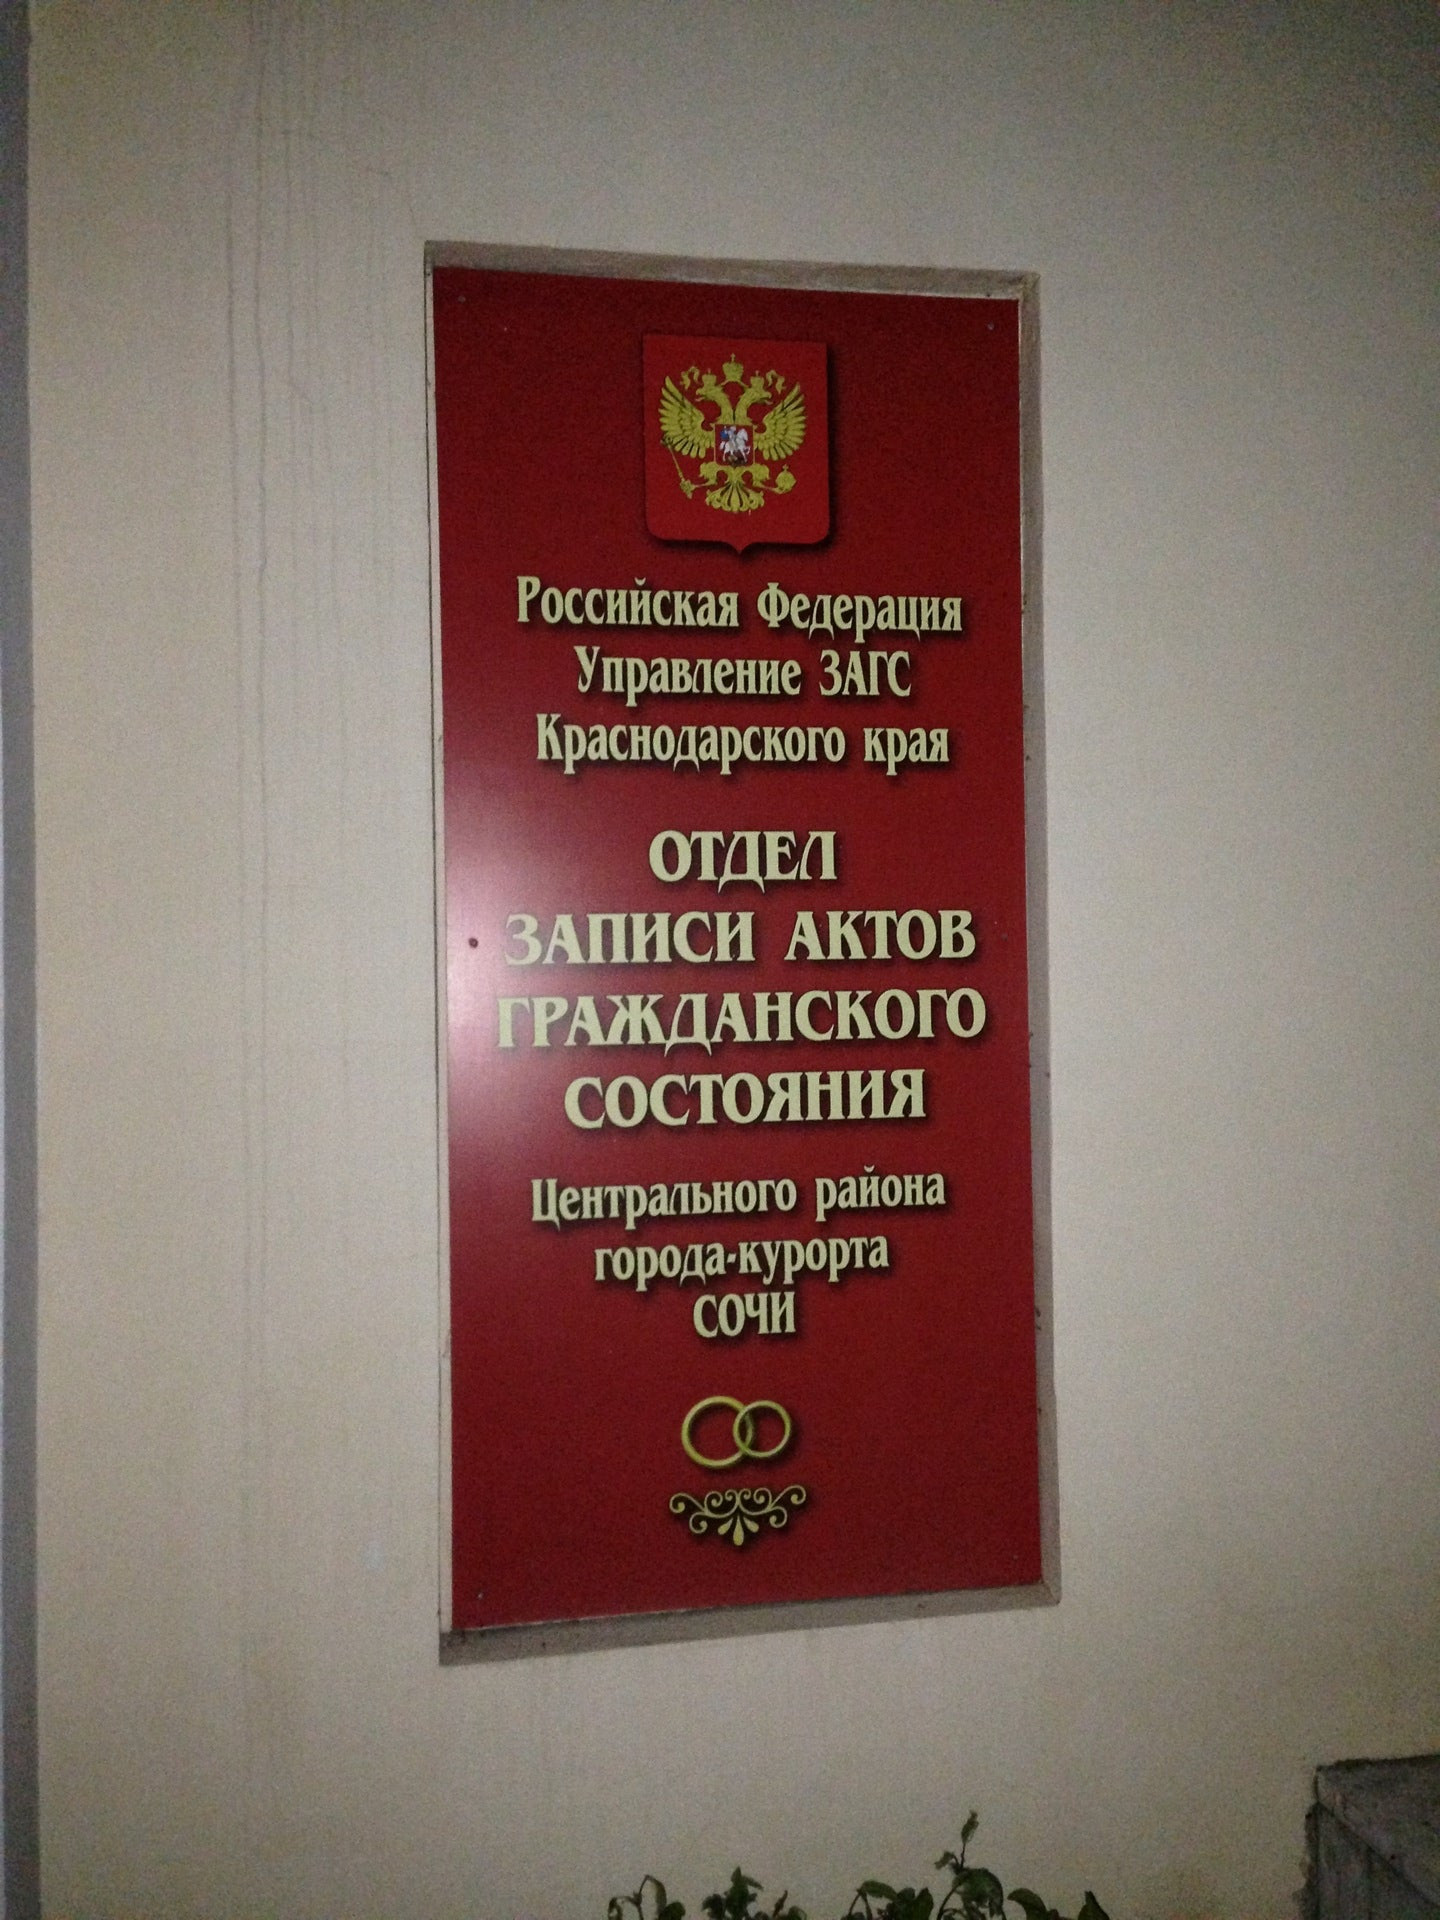 Российская Федерация
Управление ЗАГС
Краснодарского края
ОТДЕЛ
ЗАПИСИ АКТОВ
ГРАЖДАНСКОГО
СОСТОЯНИЯ
Центрального района
города-курорта
СОЧИ